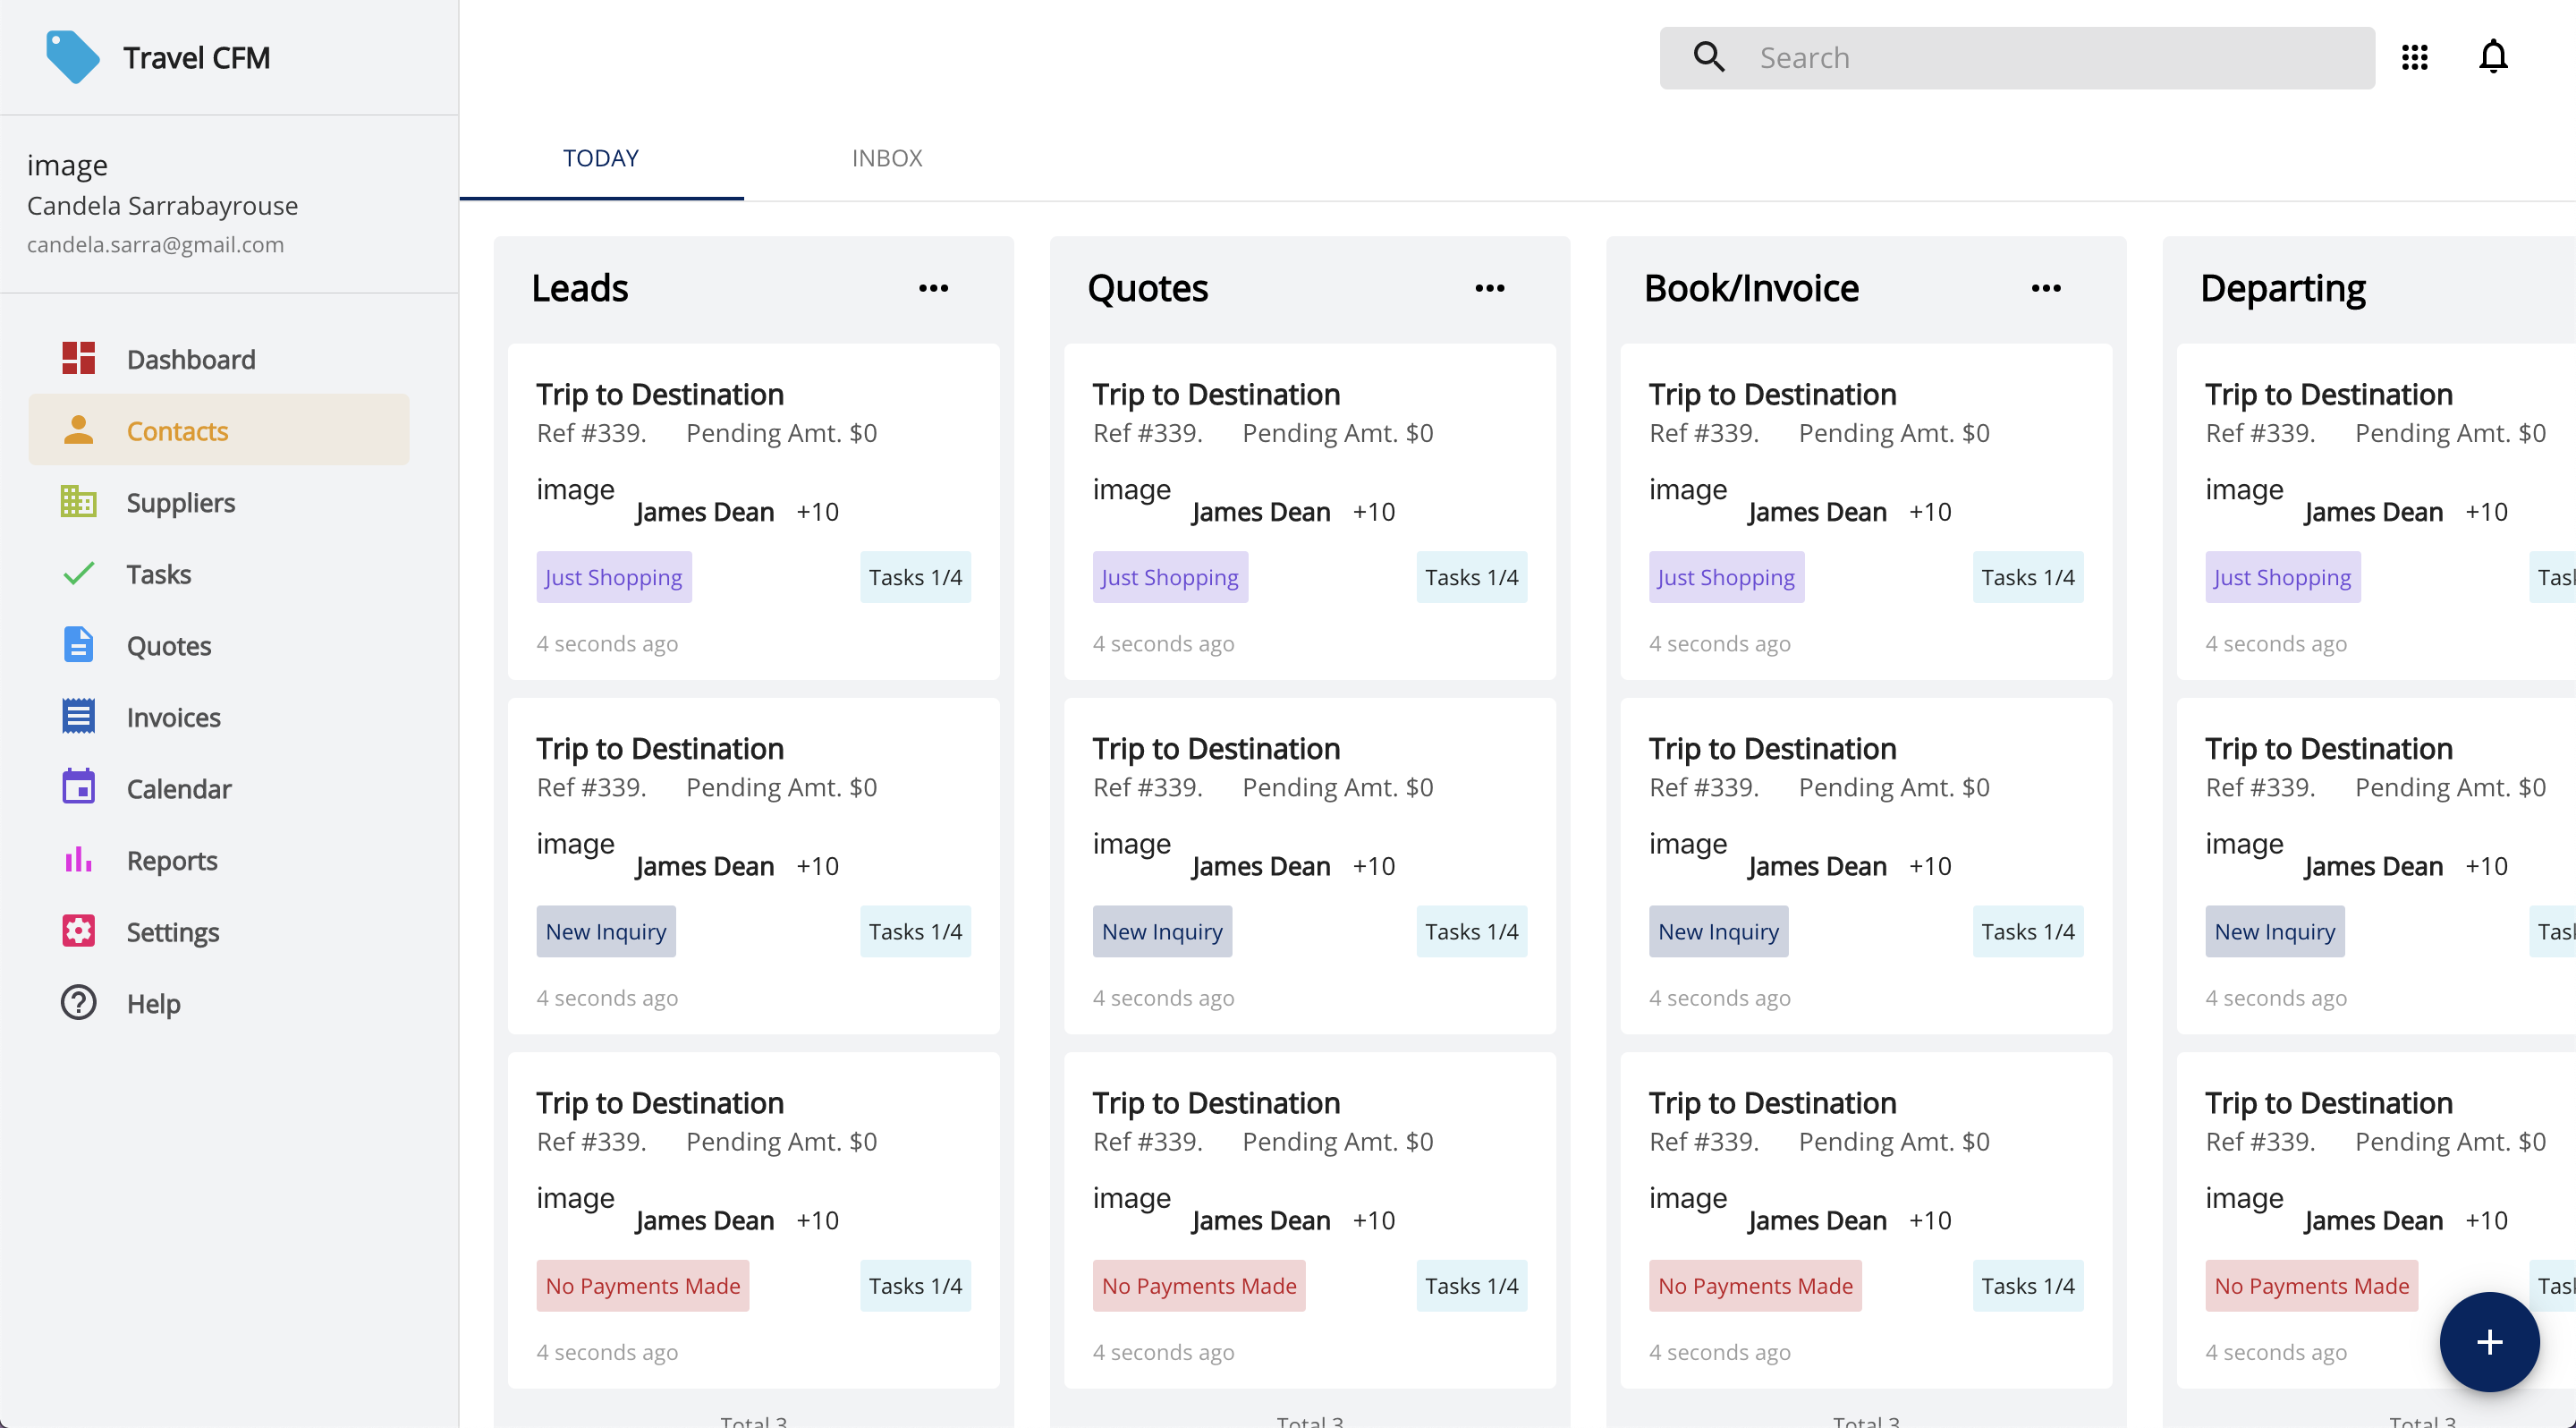 Travel CFM
Search
image
Candela Sarrabayrouse
candela.sarra@gmail.com
Dashboard
Contacts
Suppliers
Tasks
Quotes
Invoices
Calendar
Reports
Settings
Help
TODAY INBOX
Leads
Trip to Destination
Ref #339. Pending Amt. $0
image James Dean +10
Just Shopping Tasks 1/4
4 seconds ago
Trip to Destination
Ref #339. Pending Amt. $0
image James Dean +10
New Inquiry Tasks 1/4
4 seconds ago
Trip to Destination
Ref #339. Pending Amt. $0
image James Dean +10
No Payments Made Tasks 1/4
4 seconds ago
Total 3
Quotes
Trip to Destination
Ref #339. Pending Amt. $0
image James Dean +10
Just Shopping Tasks 1/4
4 seconds ago
Trip to Destination
Ref #339. Pending Amt. $0
image James Dean +10
New Inquiry Tasks 1/4
4 seconds ago
Trip to Destination
Ref #339. Pending Amt. $0
image James Dean +10
No Payments Made Tasks 1/4
4 seconds ago
Total 3
Book/Invoice
Trip to Destination
Ref #339. Pending Amt. $0
image James Dean +10
Just Shopping Tasks 1/4
4 seconds ago
Trip to Destination
Ref #339. Pending Amt. $0
image James Dean +10
New Inquiry Tasks 1/4
4 seconds ago
Trip to Destination
Ref #339. Pending Amt. $0
image James Dean +10
No Payments Made Tasks 1/4
4 seconds ago
Total 3
Departing
Trip to Destination
Ref #339. Pending Amt. $0
image James Dean +10
Just Shopping
4 seconds ago
Trip to Destination
Ref #339. Pending Amt. $0
image James Dean +10
New Inquiry
4 seconds ago
Trip to Destination
Ref #339. Pending Amt. $0
image James Dean +10
No Payments Made
4 seconds ago
Total 3